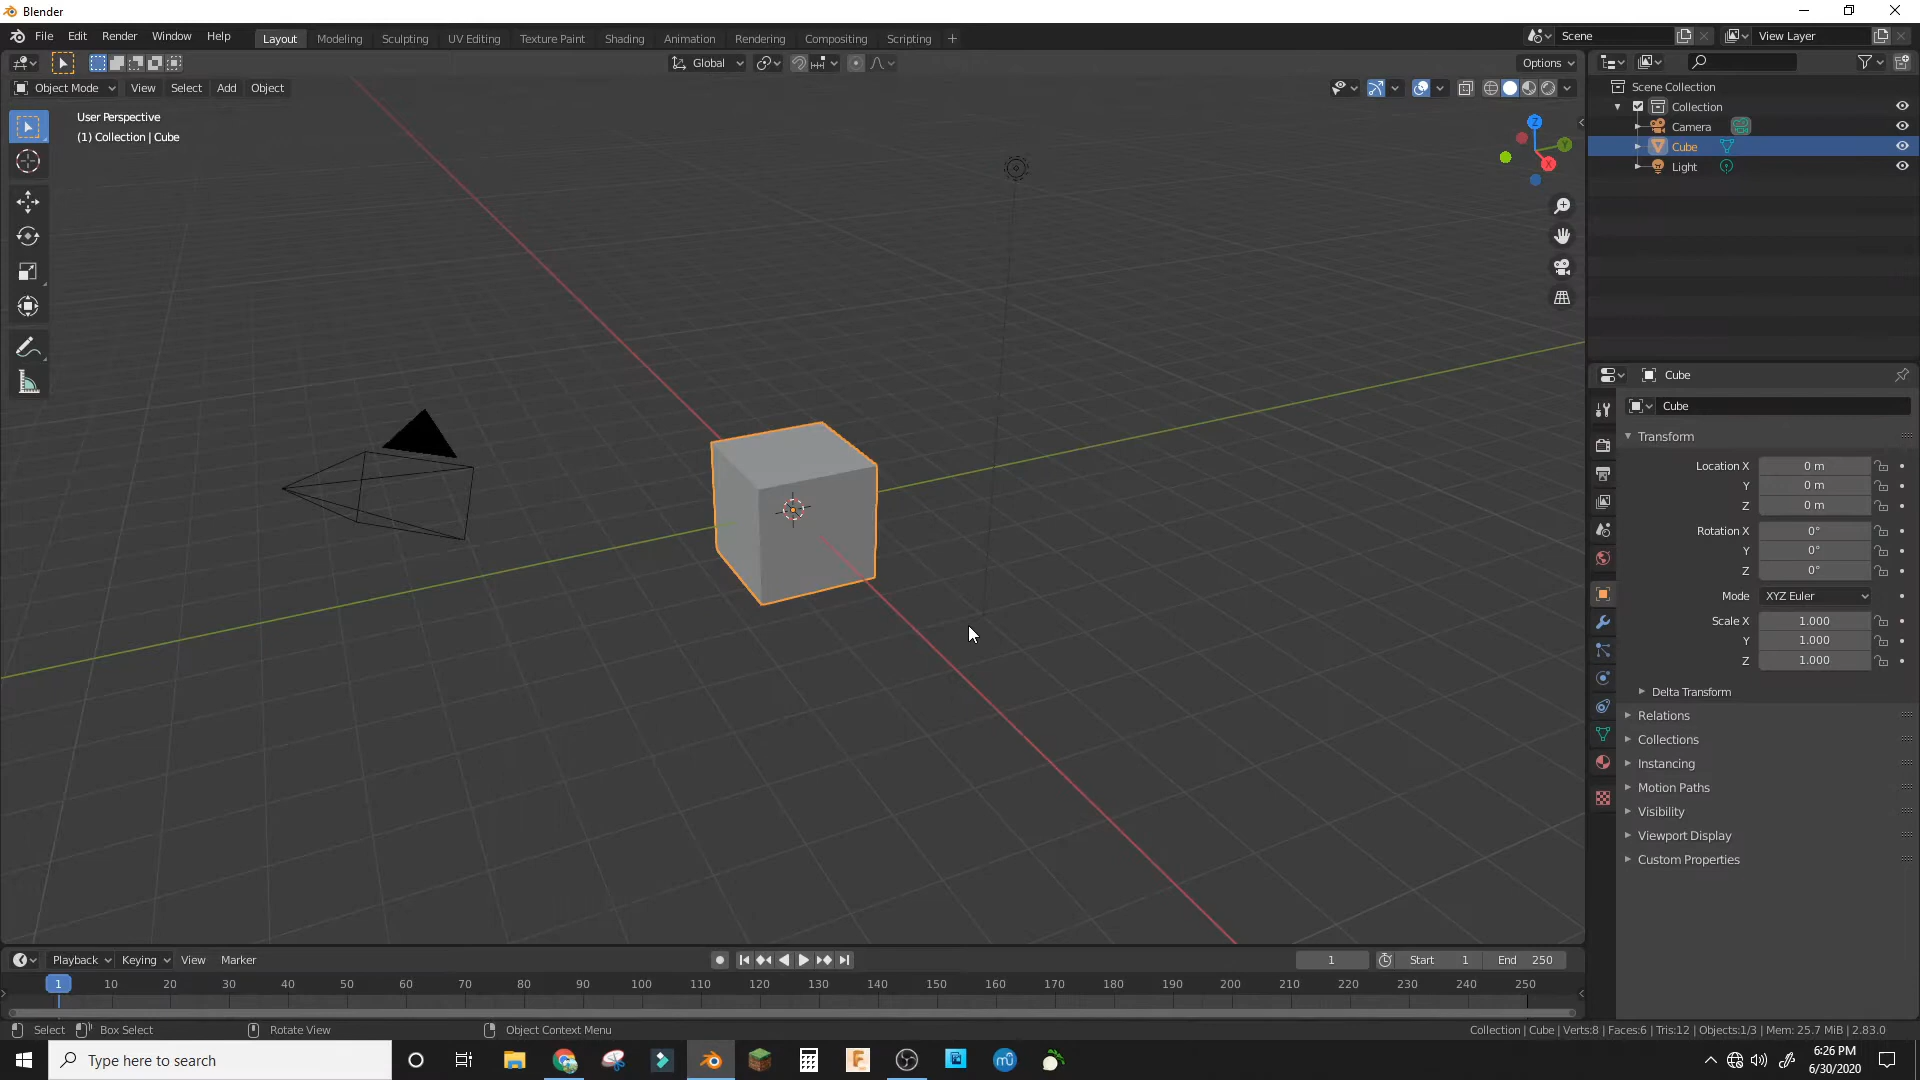 Blender
File Edit Render Window Help Layout Modeling Sculpting UV Editing Texture Paint Shading Animation Rendering Compositing Scripting + Scene View Layer
Global Options
Object Mode View Select Add Object
User Perspective
(1) Collection | Cube
Z
Y
X
Scene Collection
Collection
Camera
Cube
Light
Cube
Cube
Transform
Location X 0 m
Y 0 m
Z 0 m
Rotation X 0°
Y 0°
Z 0°
Mode XYZ Euler
Scale X 1.000
Y 1.000
Z 1.000
Delta Transform
Relations
Collections
Instancing
Motion Paths
Visibility
Viewport Display
Custom Properties
Playback Keying View Marker 1 Start 1 End 250
1 10 20 30 40 50 60 70 80 90 100 110 120 130 140 150 160 170 180 190 200 210 220 230 240 250
Select Box Select Rotate View Object Context Menu Collection | Cube | Verts:8 | Faces:6 | Tris:12 | Objects:1/3 | Mem: 25.7 MiB | 2.83.0
Type here to search
mü
6:26 PM
6/30/2020